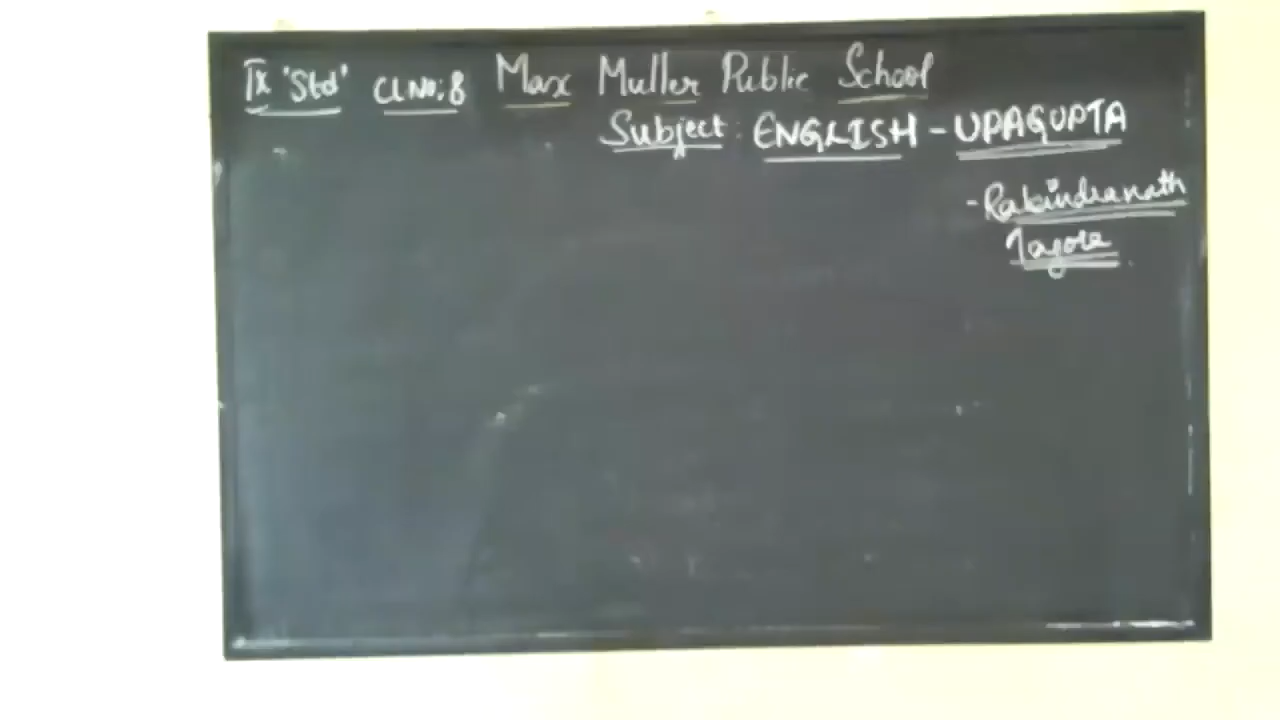 IX 'Std' Cl No: 8 Max Muller Public School
Subject: ENGLISH - UPAGUPTA
- Rabindranath
Tagore